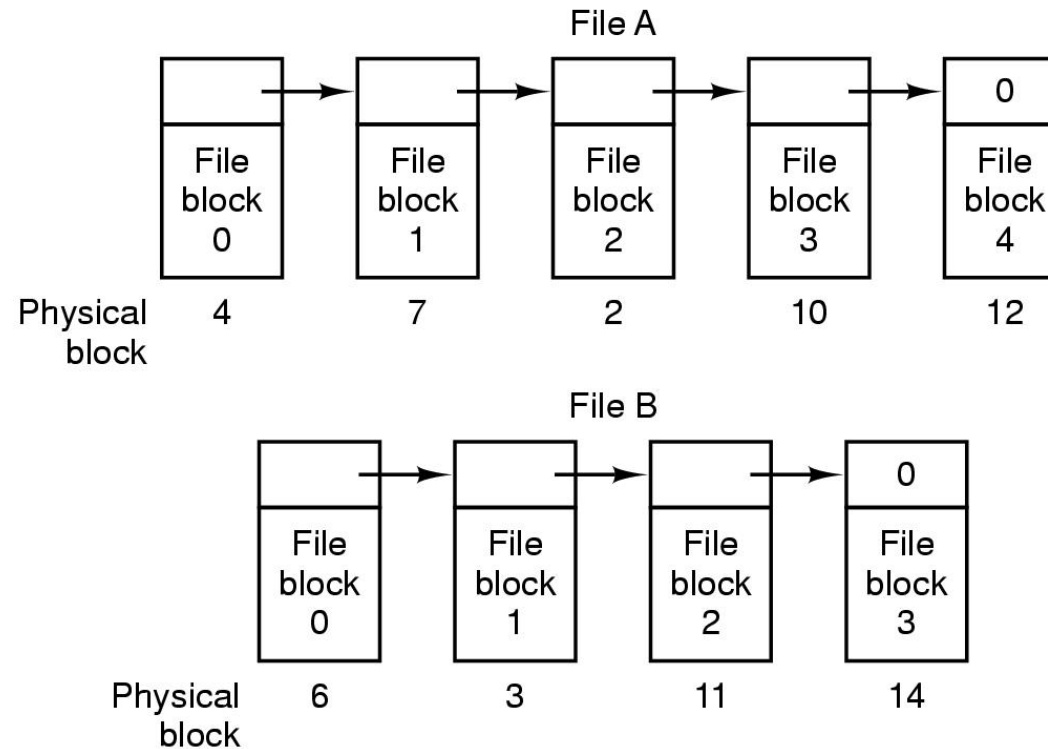 File A
0
File
block
0
File
block
1
File
block
2
File
block
3
File
block
4
Physical
block
4 7 2 10 12
File B
0
File
block
0
File
block
1
File
block
2
File
block
3
Physical
block
6 3 11 14